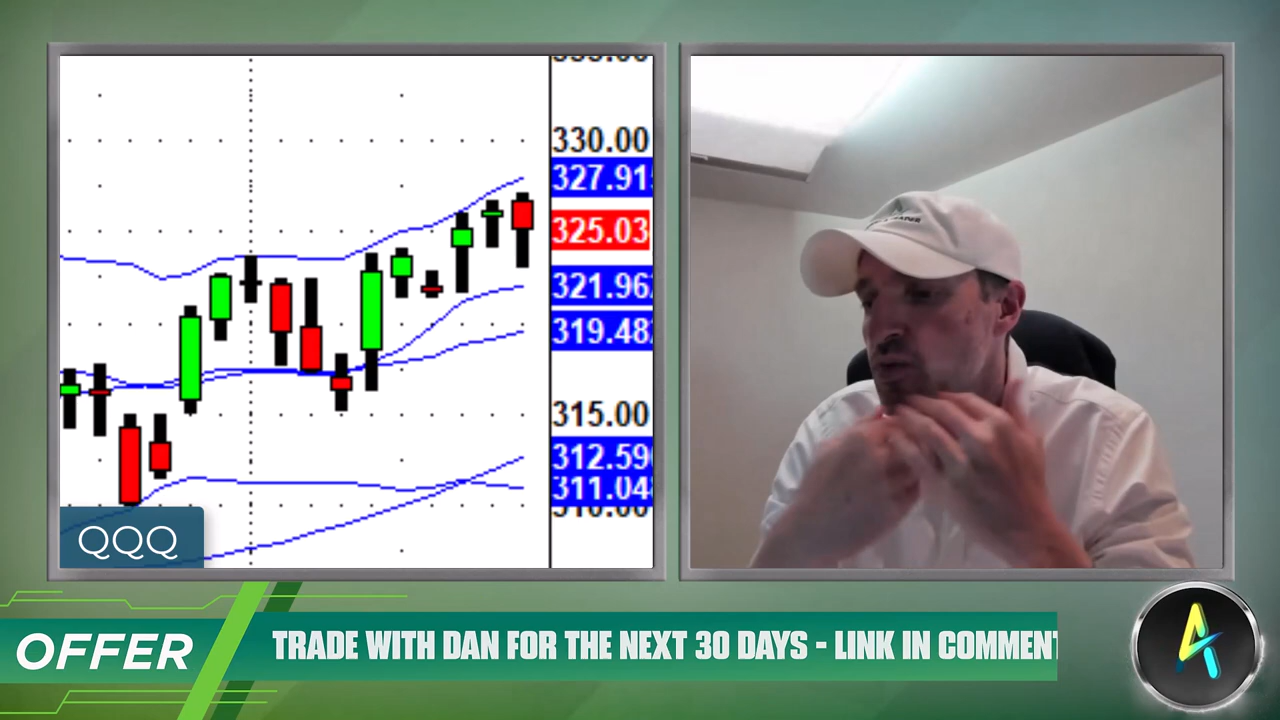 330.00
327.91
325.03
321.96
319.48
315.00
312.59
311.04
QQQ
OFFER
TRADE WITH DAN FOR THE NEXT 30 DAYS - LINK IN COMMENT